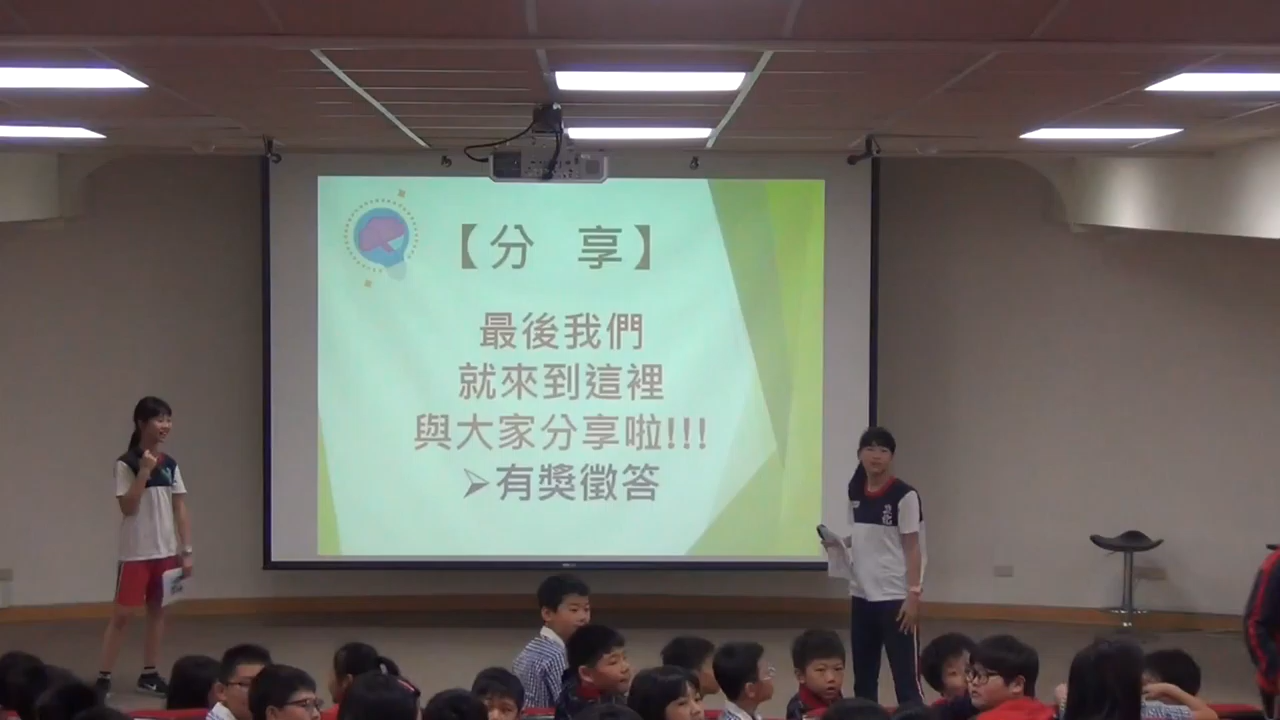 【分 享】
最後我們
就來到這裡
與大家分享啦!!!
➢有獎徵答